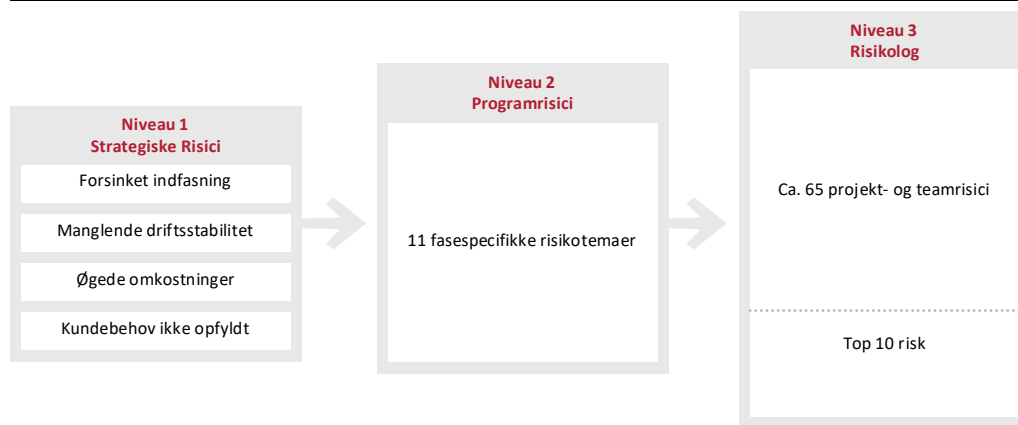 Niveau 1
Strategiske Risici
Forsinket indfasning
Manglende driftsstabilitet
Øgede omkostninger
Kundebehov ikke opfyldt
Niveau 2
Programrisici
11 fasespecifikke risikotemaer
Niveau 3
Risikolog
Ca. 65 projekt- og teamrisici
Top 10 risk